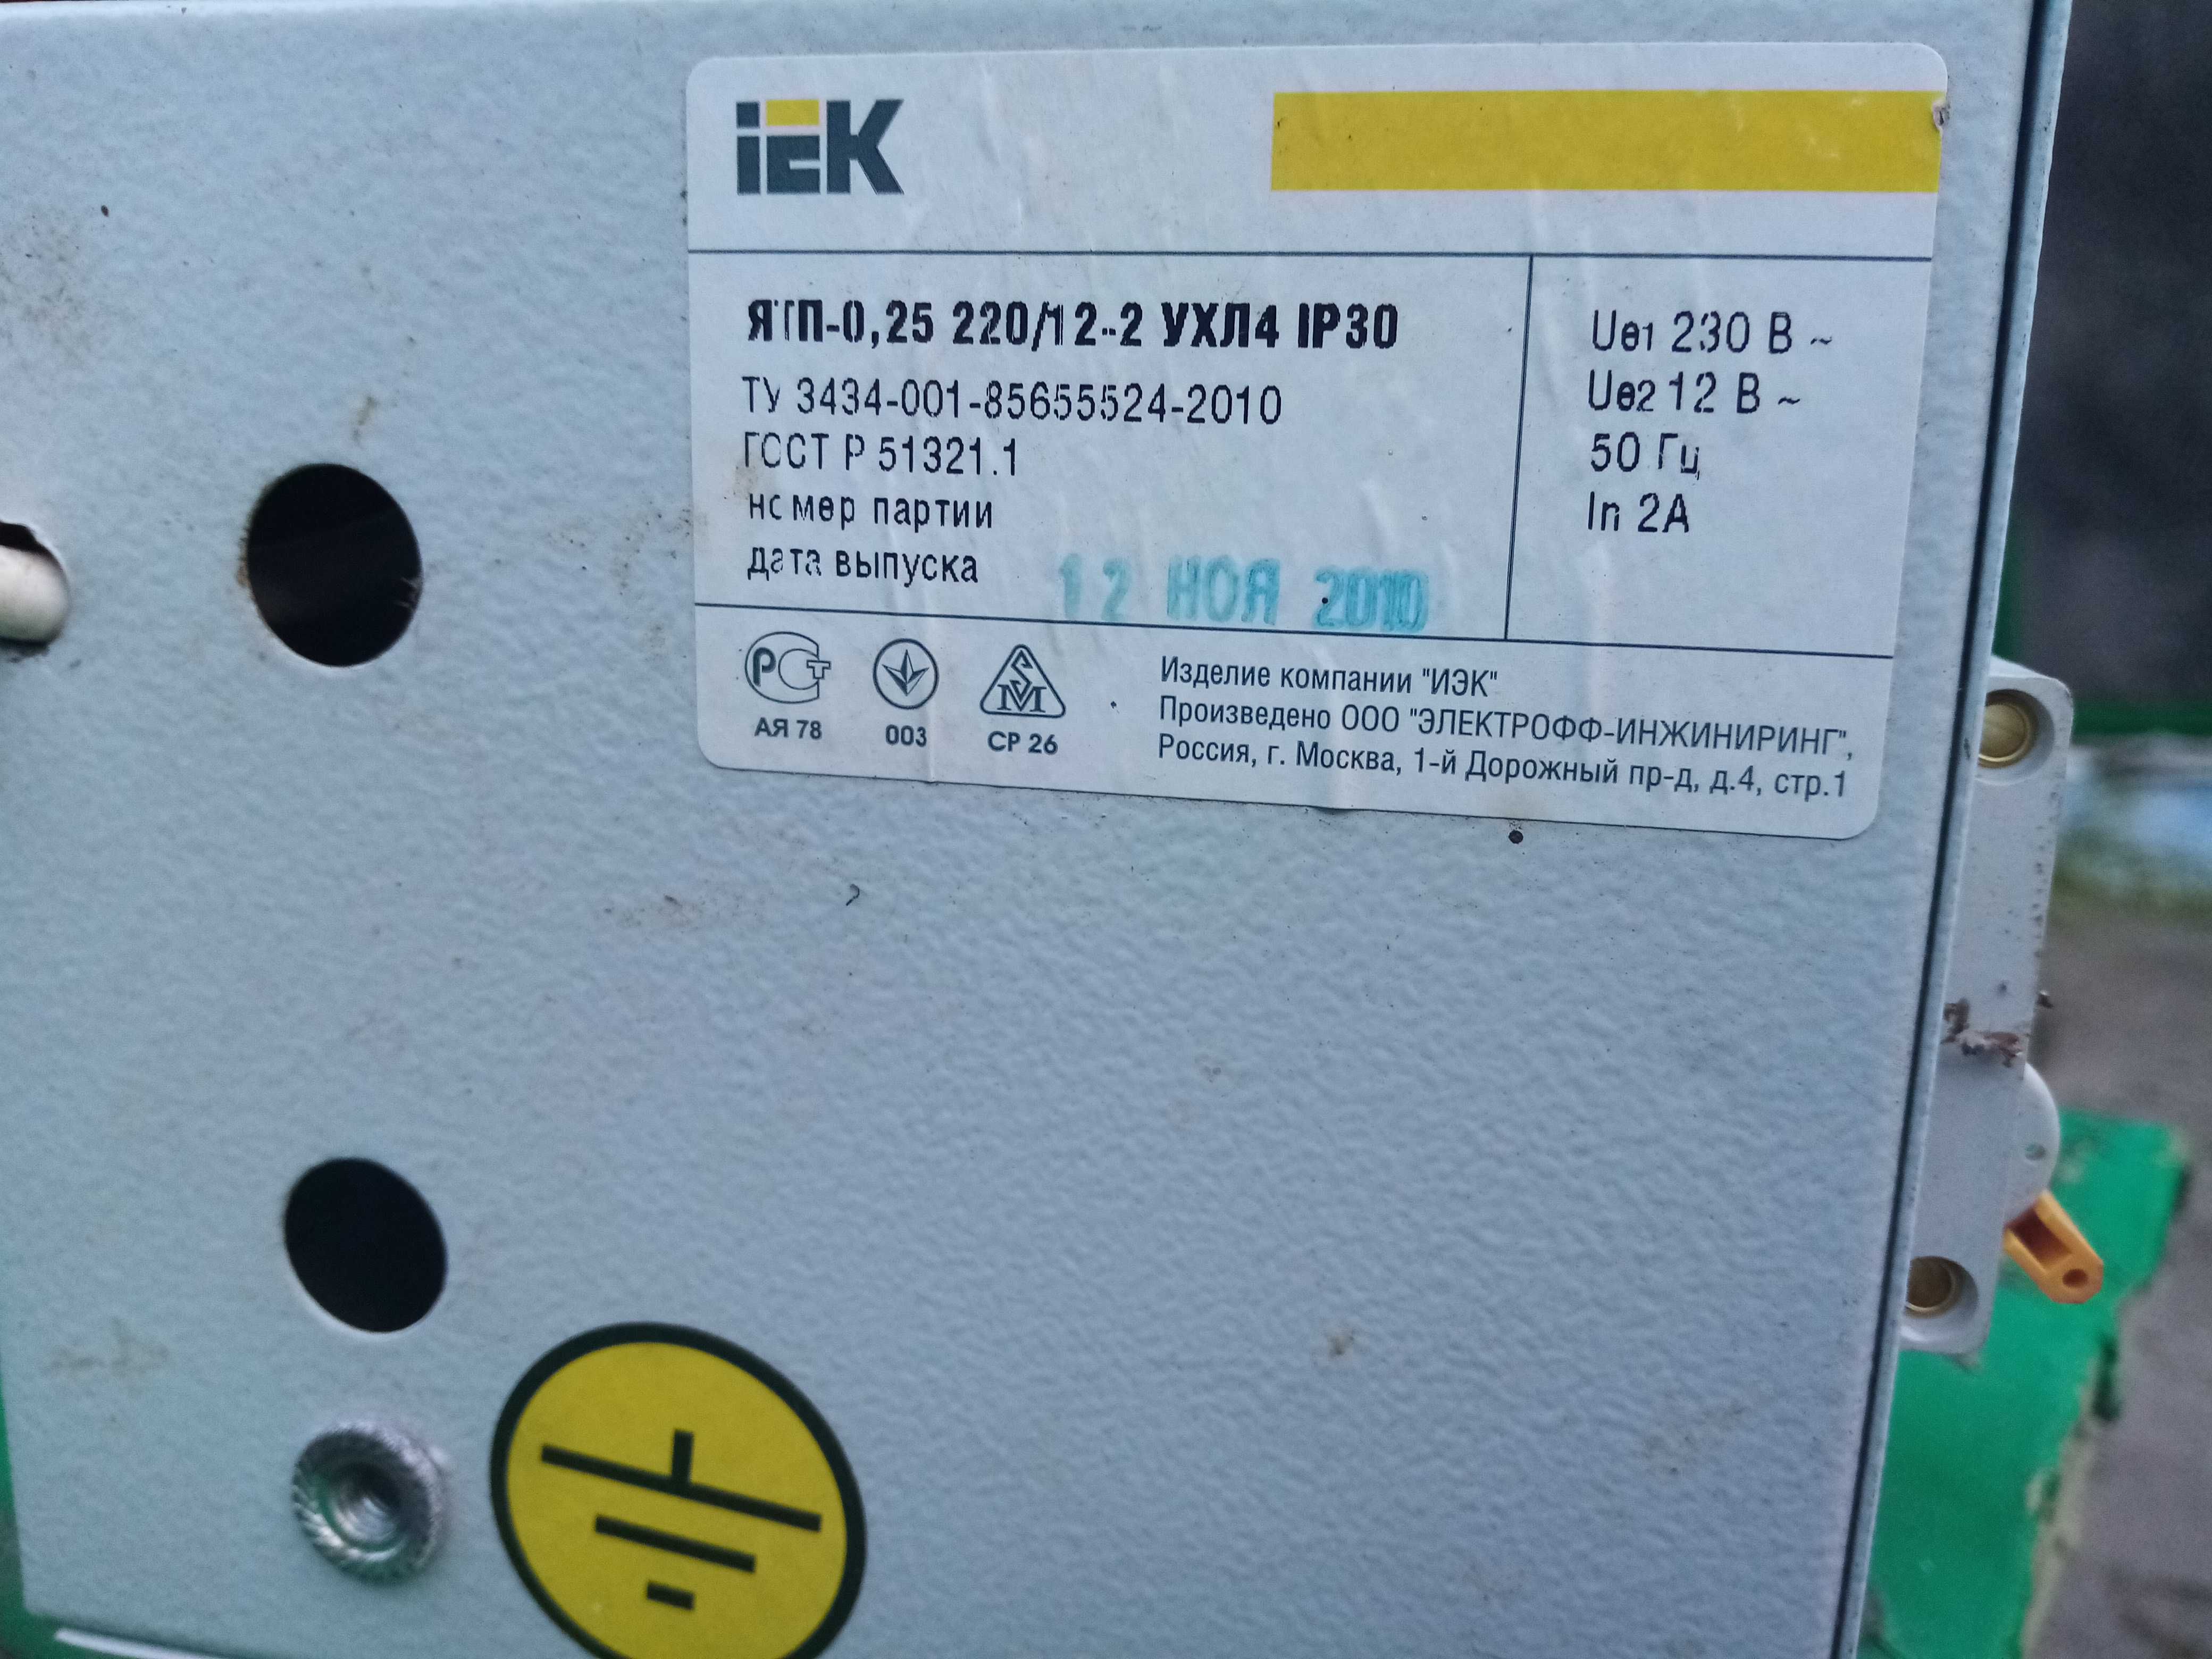 IEK
ЯТП-0,25 220/12-2 УХЛ4 IP30
ТУ 3434-001-85655524-2010
ГОСТ Р 51321.1
номер партии
дата выпуска 12 НОЯ 2010
Ue1 230 В ~
Ue2 12 В ~
50 Гц
In 2А
РСТ
АЯ 78
003
SM
СР 26
Изделие компании "ИЭК"
Произведено ООО "ЭЛЕКТРОФФ-ИНЖИНИРИНГ",
Россия, г. Москва, 1-й Дорожный пр-д, д.4, стр.1